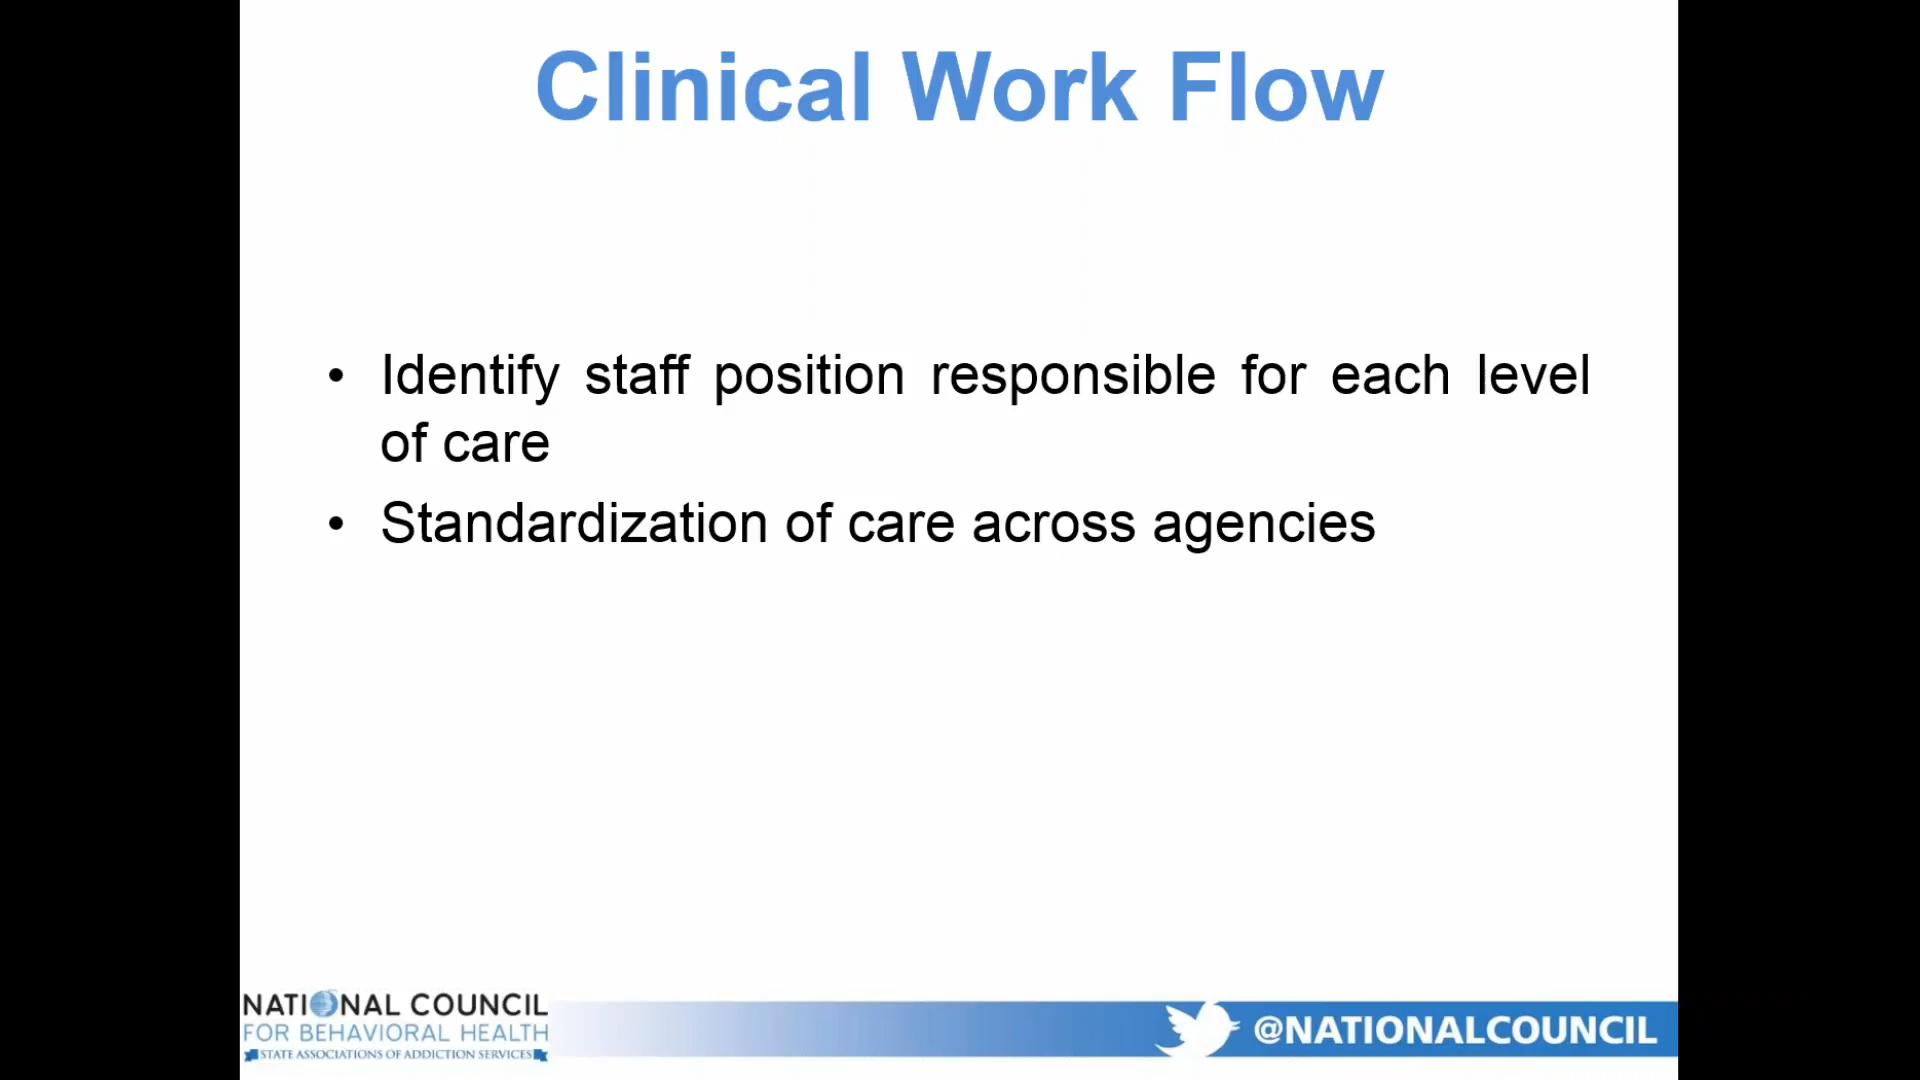 Clinical Work Flow
• Identify staff position responsible for each level
of care
• Standardization of care across agencies
NATIONAL COUNCIL
FOR BEHAVIORAL HEALTH
STATE ASSOCIATIONS OF ADDICTION SERVICES
@NATIONALCOUNCIL